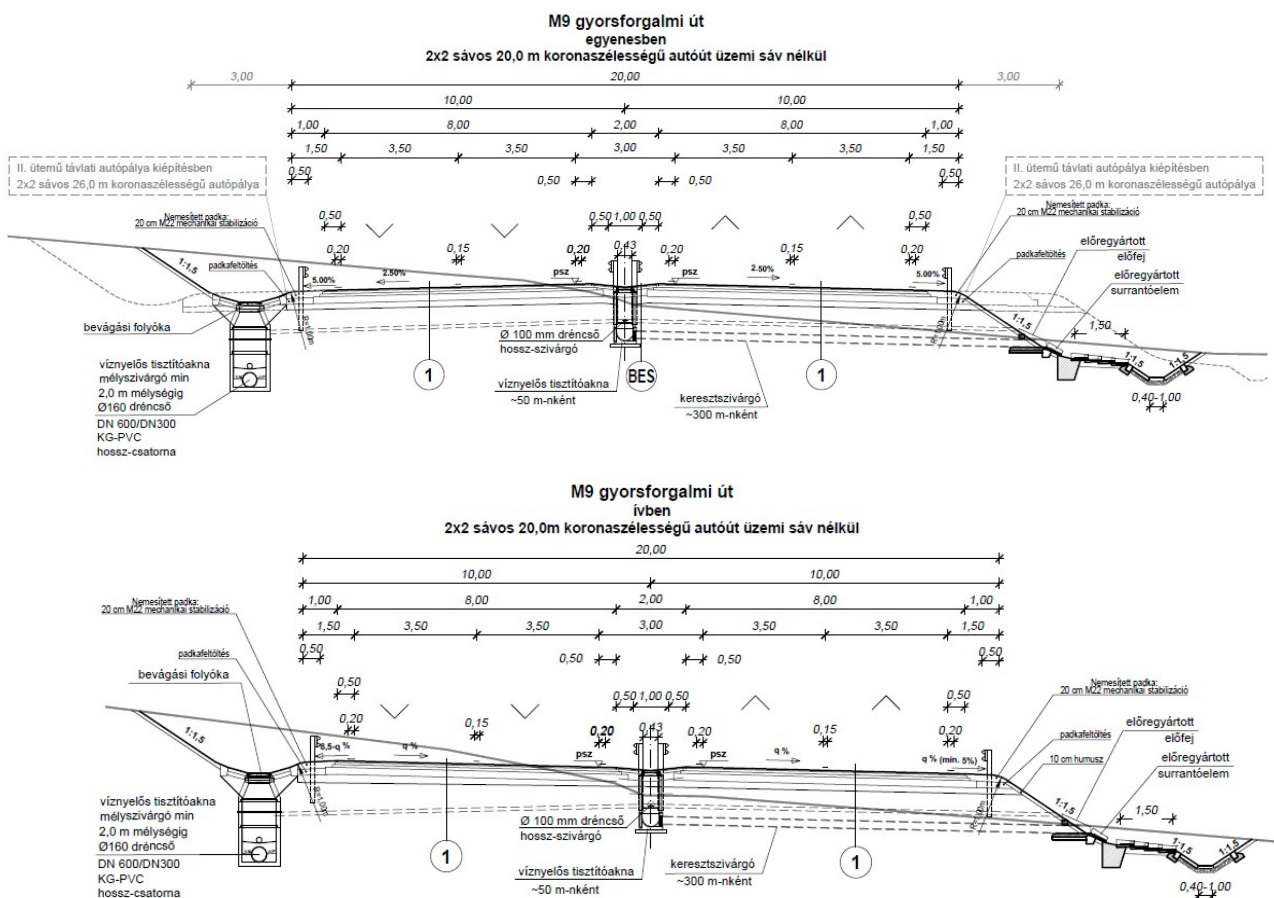 M9 gyorsforgalmi út
egyenesben
2x2 sávos 20,0 m koronaszélességű autóút üzemi sáv nélkül
3,00 20,00 3,00
10,00 10,00
1,00 8,00 2,00 8,00 1,00
1,50 3,50 3,50 3,00 3,50 3,50 1,50
II. ütemű távlati autópálya kiépítésben
2x2 sávos 26,0 m koronaszélességű autópálya
II. ütemű távlati autópálya kiépítésben
2x2 sávos 26,0 m koronaszélességű autópálya
0,50 0,50 0,50 0,50
Nemesített padka:
20 cm M22 mechanikai stabilizáció
Nemesített padka:
20 cm M22 mechanikai stabilizáció
0,50 0,50 1,00 0,50 0,50
0,20 0,15 0,20 0,43 0,20 0,15 0,20
1:1,5
padkafeltöltés
5.00% 2.50% psz psz 2.50% 5.00%
padkafeltöltés
előregyártott
előfej
előregyártott
surrantóelem
bevágási folyóka
R=1,00m
R=1,00m
1:1,5
1,50
1:1,5
1:1,5
0,40-1,00
Ø 100 mm dréncső
hossz-szivárgó
víznyelős tisztítóakna
mélyszivárgó min
2,0 m mélységig
Ø160 dréncső
DN 600/DN300
KG-PVC
hossz-csatorna
1
víznyelős tisztítóakna
~50 m-nként
BES
1
keresztszivárgó
~300 m-nként
M9 gyorsforgalmi út
ívben
2x2 sávos 20,0m koronaszélességű autóút üzemi sáv nélkül
20,00
10,00 10,00
1,00 8,00 2,00 8,00 1,00
1,50 3,50 3,50 3,00 3,50 3,50 1,50
Nemesített padka:
20 cm M22 mechanikai stabilizáció
0,50 0,50 0,50 0,50
padkafeltöltés
bevágási folyóka
0,50 0,50 1,00 0,50 0,50
Nemesített padka:
20 cm M22 mechanikai stabilizáció
0,20 0,15 0,20 0,43 0,20 0,15 0,20
1:1,5
8,5-q % q % psz psz q % q % (min. 5%)
padkafeltöltés
10 cm humusz
előregyártott
előfej
előregyártott
surrantóelem
R=1,00m
R=1,00m
1:1,5
1,50
1:1,5
1:1,5
0,40-1,00
víznyelős tisztítóakna
mélyszivárgó min
2,0 m mélységig
Ø160 dréncső
DN 600/DN300
KG-PVC
hossz-csatorna
Ø 100 mm dréncső
hossz-szivárgó
1
víznyelős tisztítóakna
~50 m-nként
keresztszivárgó
~300 m-nként
1